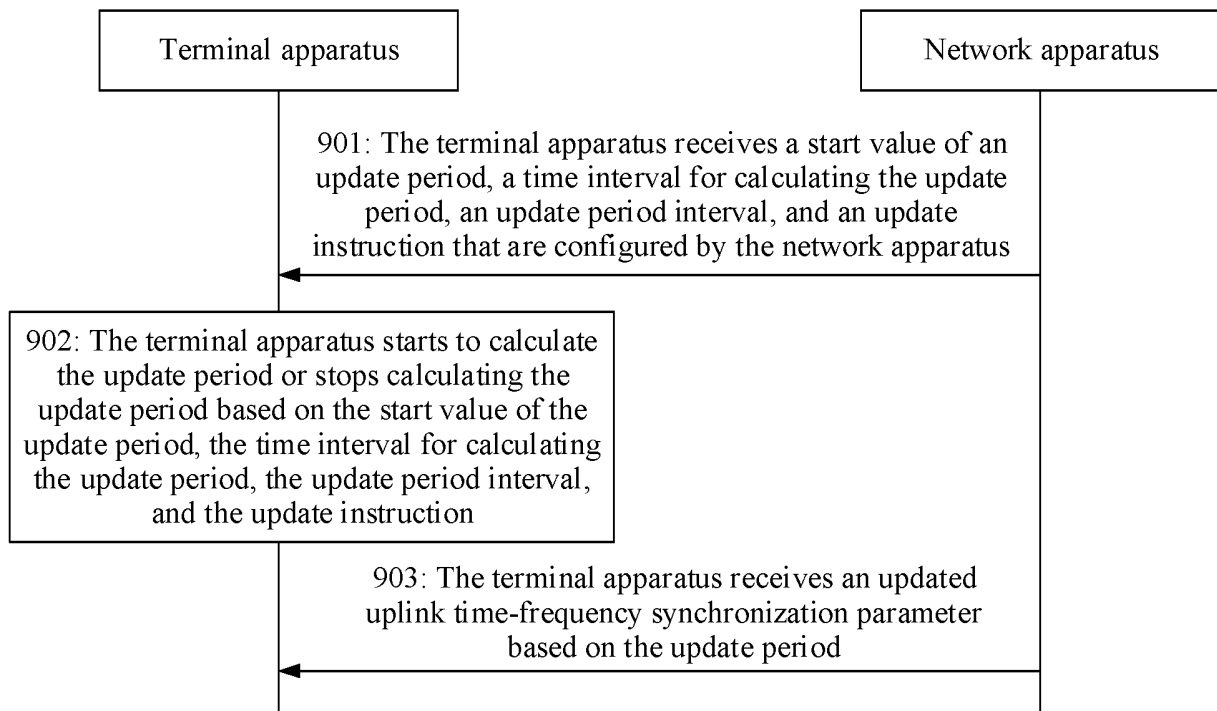 Terminal apparatus
Network apparatus
901: The terminal apparatus receives a start value of an
update period, a time interval for calculating the update
period, an update period interval, and an update
instruction that are configured by the network apparatus
902: The terminal apparatus starts to calculate
the update period or stops calculating the
update period based on the start value of the
update period, the time interval for calculating
the update period, the update period interval,
and the update instruction
903: The terminal apparatus receives an updated
uplink time-frequency synchronization parameter
based on the update period